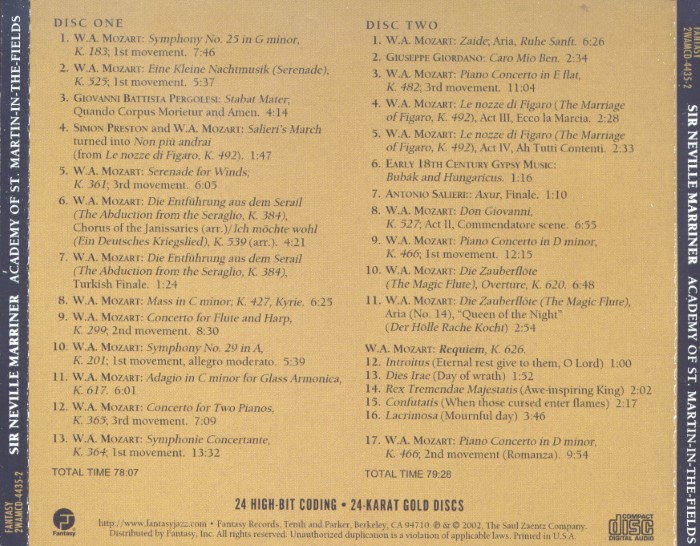 SIR NEVILLE MARRINER ACADEMY OF ST. MARTIN-IN-THE-FIELDS
FANTASY
2WAMCD-4435-2
DISC ONE
1. W.A. MOZART: Symphony No. 25 in G minor,
K. 183; 1st movement. 7:46
2. W.A. MOZART: Eine Kleine Nachtmusik (Serenade),
K. 525; 1st movement. 5:37
3. GIOVANNI BATTISTA PERGOLESI: Stabat Mater,
Quando Corpus Morietur and Amen. 4:14
4. SIMON PRESTON and W.A. MOZART: Salieri's March
turned into Non più andrai
(from Le nozze di Figaro, K. 492). 1:47
5. W.A. MOZART: Serenade for Winds;
K. 361; 3rd movement. 6:05
6. W.A. MOZART: Die Entführung aus dem Serail
(The Abduction from the Seraglio, K. 384),
Chorus of the Janissaries (arr.)/Ich möchte wohl
(Ein Deutsches Kriegslied), K. 539 (arr.). 4:21
7. W.A. MOZART: Die Entführung aus dem Serail
(The Abduction from the Seraglio, K. 384),
Turkish Finale. 1:24
8. W.A. MOZART: Mass in C minor; K. 427, Kyrie. 6:25
9. W.A. MOZART: Concerto for Flute and Harp,
K. 299; 2nd movement. 8:30
10. W.A. MOZART: Symphony No. 29 in A,
K. 201; 1st movement, allegro moderato. 5:39
11. W.A. MOZART: Adagio in C minor for Glass Armonica,
K. 617. 6:01
12. W.A. MOZART: Concerto for Two Pianos,
K. 365; 3rd movement. 7:09
13. W.A. MOZART: Symphonie Concertante,
K. 364; 1st movement. 13:32
TOTAL TIME 78:07
DISC TWO
1. W.A. MOZART: Zaide, Aria, Ruhe Sanft. 6:26
2. GIUSEPPE GIORDANO: Caro Mio Ben. 2:34
3. W.A. MOZART: Piano Concerto in E flat,
K. 482; 3rd movement. 11:04
4. W.A. MOZART: Le nozze di Figaro (The Marriage
of Figaro, K. 492), Act III, Ecco la Marcia. 2:28
5. W.A. MOZART: Le nozze di Figaro (The Marriage
of Figaro, K. 492), Act IV, Ah Tutti Contenti. 2:33
6. EARLY 18TH CENTURY GYPSY MUSIC:
Bubak and Hungaricus. 1:16
7. ANTONIO SALIERI:: Axur, Finale. 1:10
8. W.A. MOZART: Don Giovanni,
K. 527; Act II, Commendatore scene. 6:55
9. W.A. MOZART: Piano Concerto in D minor,
K. 466; 1st movement. 12:15
10. W.A. MOZART: Die Zauberflöte
(The Magic Flute), Overture, K. 620. 6:48
11. W.A. MOZART: Die Zauberflöte (The Magic Flute),
Aria (No. 14), "Queen of the Night"
(Der Hölle Rache Kocht) 2:54
W.A. MOZART: Requiem, K. 626.
12. Introitus (Eternal rest give to them, O Lord) 1:00
13. Dies Irae (Day of wrath) 1:52
14. Rex Tremendae Majestatis (Awe-inspiring King) 2:02
15. Confutatis (When those cursed enter flames) 2:17
16. Lacrimosa (Mournful day) 3:46
17. W.A. MOZART: Piano Concerto in D minor,
K. 466; 2nd movement (Romanza). 9:54
TOTAL TIME 79:28
24 HIGH-BIT CODING • 24-KARAT GOLD DISCS
Fantasy
http://www.fantasyjazz.com • Fantasy Records, Tenth and Parker, Berkeley, CA 94710. ℗ & © 2002, The Saul Zaentz Company.
Distributed by Fantasy, Inc. All rights reserved. Unauthorized duplication is a violation of applicable laws. Printed in U.S.A.
COMPACT
disc
DIGITAL AUDIO
FANTASY
2WAMCD-4435-2
SIR NEVILLE MARRINER ACADEMY OF ST. MARTIN-IN-THE-FIELDS